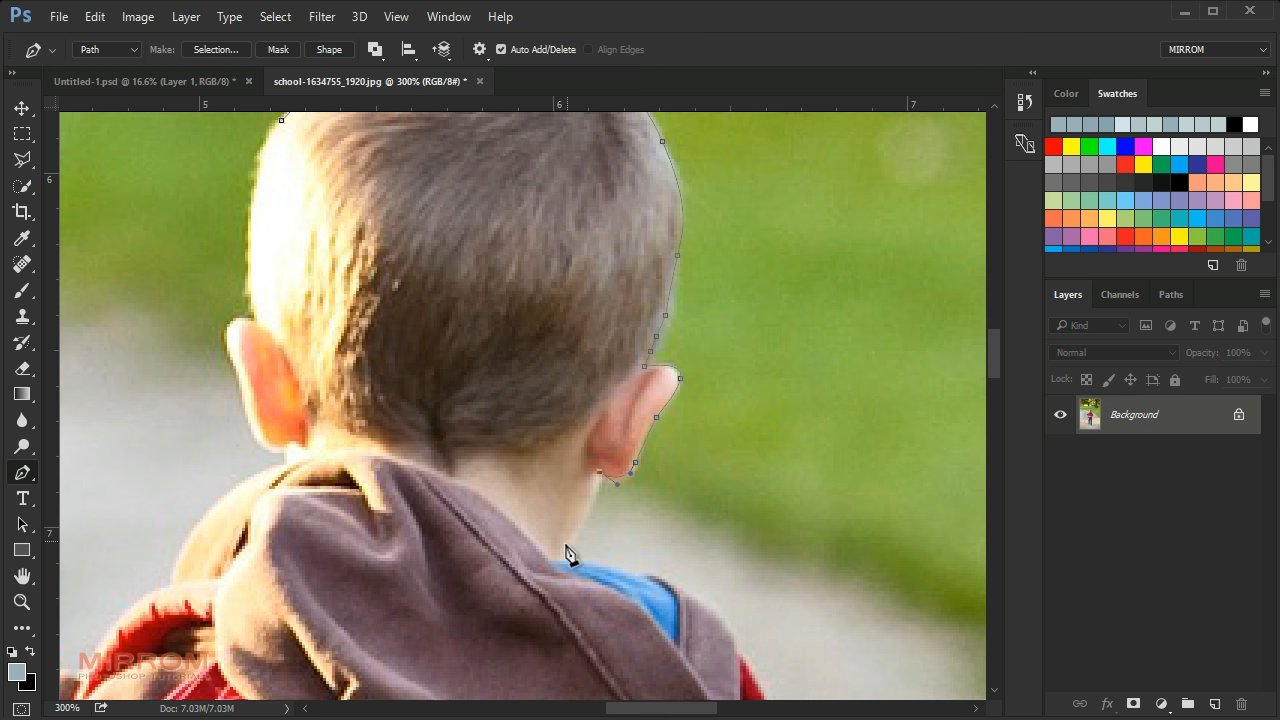 Ps File Edit Image Layer Type Select Filter 3D View Window Help
Path Make: Selection... Mask Shape Auto Add/Delete Align Edges MIRROM
Untitled-1.psd @ 16.6% (Layer 1, RGB/8) * school-1634755_1920.jpg @ 300% (RGB/8#) *
5 6 7
6
7
Color Swatches
Layers Channels Paths
Kind
Normal Opacity: 100%
Lock: Fill: 100%
Background
MIRROM
PHOTOSHOP TUTORIALS
300% Doc: 7.03M/7.03M
fx